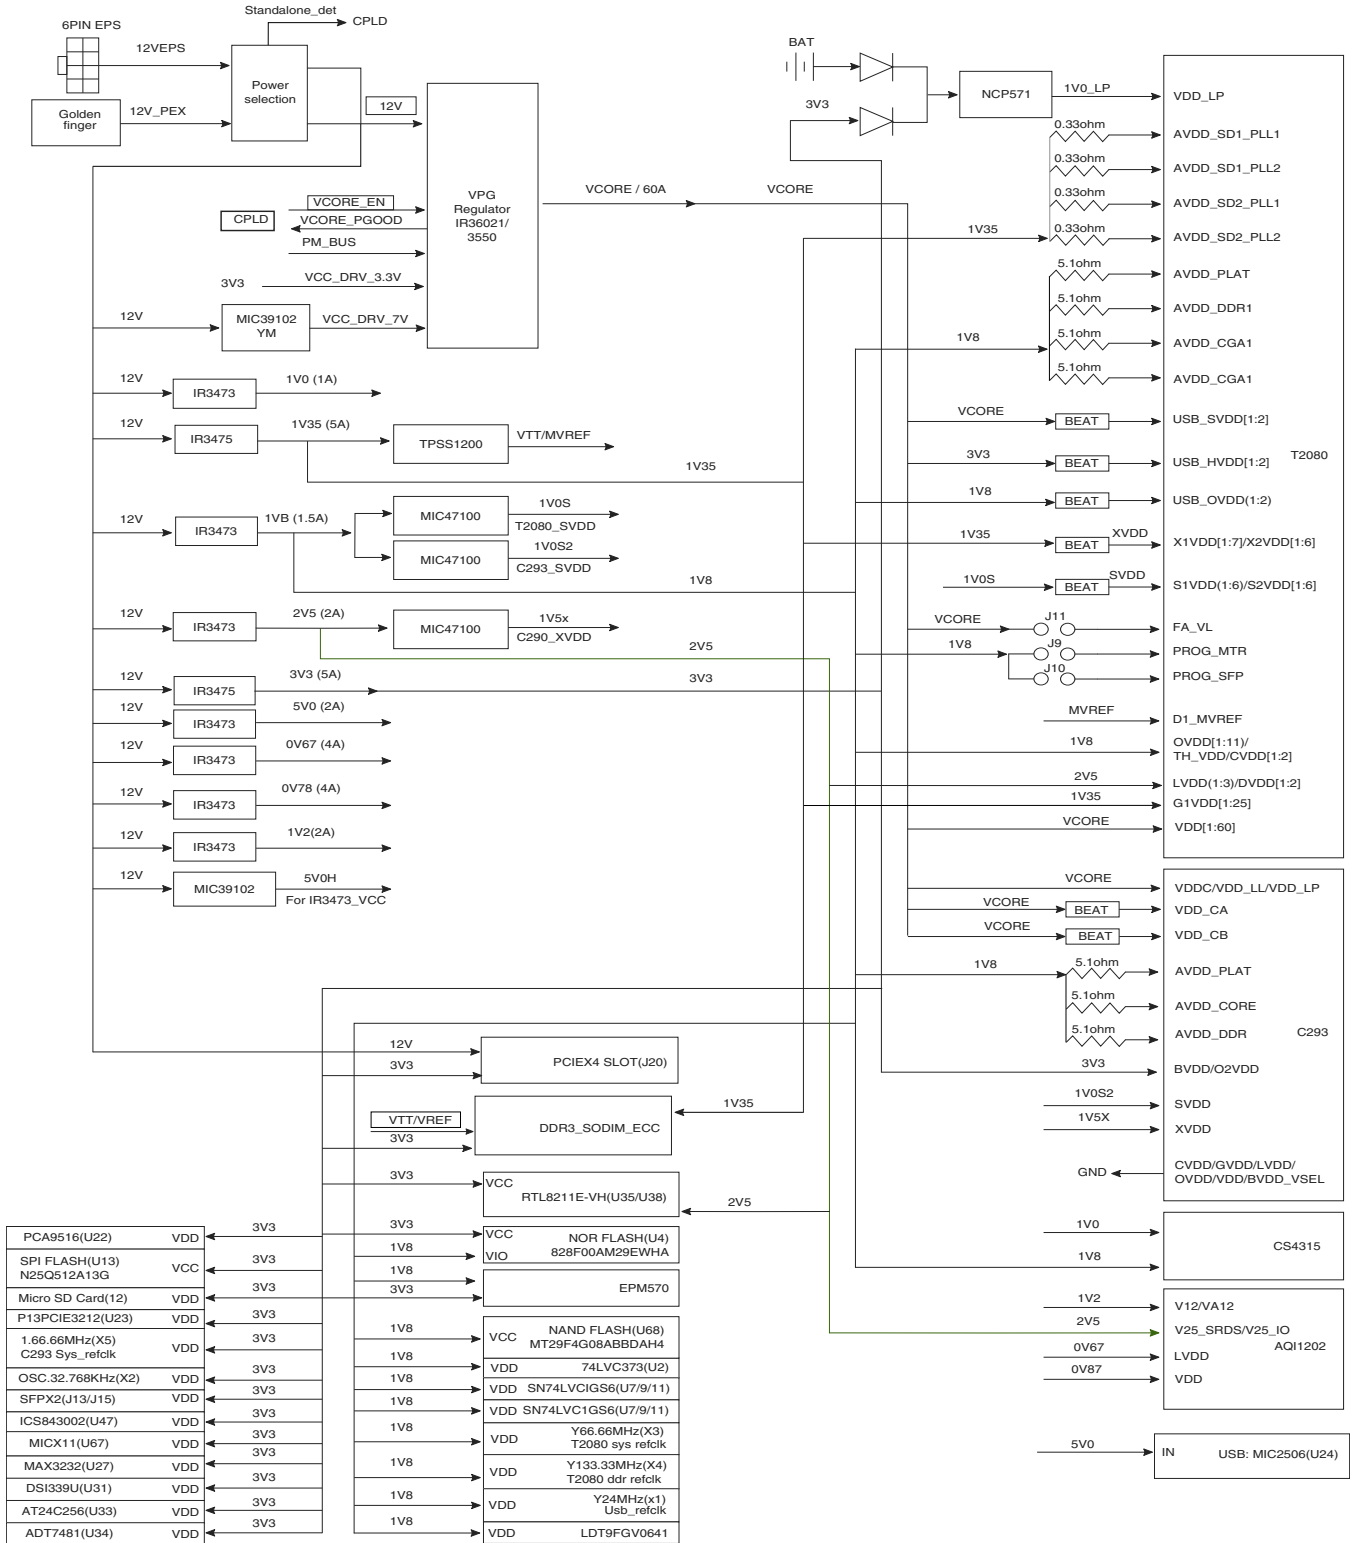 Standalone_det
CPLD
6PIN EPS
12VEPS
Power
selection
Golden
finger
12V_PEX
12V
VPG
Regulator
IR36021/
3550
VCORE / 60A
VCORE
VCORE_EN
CPLD
VCORE_PGOOD
PM_BUS
3V3
VCC_DRV_3.3V
12V
MIC39102
YM
VCC_DRV_7V
12V
IR3473
1V0 (1A)
12V
IR3475
1V35 (5A)
TPSS1200
VTT/MVREF
1V35
12V
IR3473
1VB (1.5A)
MIC47100
1V0S
T2080_SVDD
MIC47100
1V0S2
C293_SVDD
1V8
12V
IR3473
2V5 (2A)
MIC47100
1V5x
C290_XVDD
2V5
12V
IR3475
3V3 (5A)
3V3
12V
IR3473
5V0 (2A)
12V
IR3473
0V67 (4A)
12V
IR3473
0V78 (4A)
12V
IR3473
1V2(2A)
12V
MIC39102
5V0H
For IR3473_VCC
BAT
3V3
NCP571
1V0_LP
VDD_LP
0.33ohm
AVDD_SD1_PLL1
0.33ohm
AVDD_SD1_PLL2
0.33ohm
AVDD_SD2_PLL1
1V35
0.33ohm
AVDD_SD2_PLL2
5.1ohm
AVDD_PLAT
5.1ohm
AVDD_DDR1
1V8
5.1ohm
AVDD_CGA1
5.1ohm
AVDD_CGA1
VCORE
BEAT
USB_SVDD[1:2]
3V3
BEAT
USB_HVDD[1:2]
T2080
1V8
BEAT
USB_OVDD(1:2)
1V35
BEAT
XVDD
X1VDD[1:7]/X2VDD[1:6]
1V0S
BEAT
SVDD
S1VDD(1:6)/S2VDD[1:6]
VCORE
J11
FA_VL
1V8
J9
PROG_MTR
J10
PROG_SFP
MVREF
D1_MVREF
1V8
OVDD[1:11]/
TH_VDD/CVDD[1:2]
2V5
LVDD(1:3)/DVDD[1:2]
1V35
G1VDD[1:25]
VCORE
VDD[1:60]
VCORE
VDDC/VDD_LL/VDD_LP
VCORE
BEAT
VDD_CA
VCORE
BEAT
VDD_CB
1V8
5.1ohm
AVDD_PLAT
5.1ohm
AVDD_CORE
5.1ohm
AVDD_DDR
C293
3V3
BVDD/O2VDD
1V0S2
SVDD
1V5X
XVDD
GND
CVDD/GVDD/LVDD/
OVDD/VDD/BVDD_VSEL
1V0
CS4315
1V8
1V2
V12/VA12
2V5
V25_SRDS/V25_IO
AQI1202
0V67
LVDD
0V87
VDD
5V0
IN
USB: MIC2506(U24)
12V
3V3
PCIEX4 SLOT(J20)
VTT/VREF
3V3
DDR3_SODIM_ECC
1V35
3V3
VCC
RTL8211E-VH(U35/U38)
2V5
3V3
VCC
NOR FLASH(U4)
1V8
VIO
828F00AM29EWHA
1V8
3V3
EPM570
1V8
VCC
NAND FLASH(U68)
MT29F4G08ABBDAH4
1V8
VDD
74LVC373(U2)
1V8
VDD
SN74LVCIGS6(U7/9/11)
1V8
VDD
SN74LVC1GS6(U7/9/11)
1V8
VDD
Y66.66MHz(X3)
T2080 sys refclk
1V8
VDD
Y133.33MHz(X4)
T2080 ddr refclk
1V8
VDD
Y24MHz(x1)
Usb_refclk
1V8
VDD
LDT9FGV0641
PCA9516(U22)
VDD
3V3
SPI FLASH(U13)
N25Q512A13G
VCC
3V3
Micro SD Card(12)
VDD
3V3
P13PCIE3212(U23)
VDD
3V3
1.66.66MHz(X5)
C293 Sys_refclk
VDD
3V3
OSC.32.768KHz(X2)
VDD
3V3
SFPX2(J13/J15)
VDD
3V3
ICS843002(U47)
VDD
3V3
MICX11(U67)
VDD
3V3
MAX3232(U27)
VDD
3V3
DSI339U(U31)
VDD
3V3
AT24C256(U33)
VDD
3V3
ADT7481(U34)
VDD
3V3